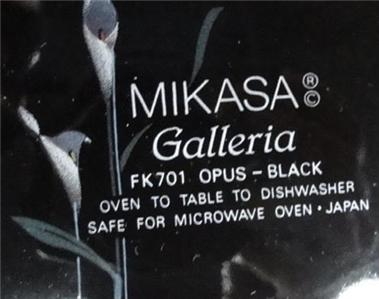 MIKASA®©
Galleria
FK701 OPUS – BLACK
OVEN TO TABLE TO DISHWASHER
SAFE FOR MICROWAVE OVEN • JAPAN